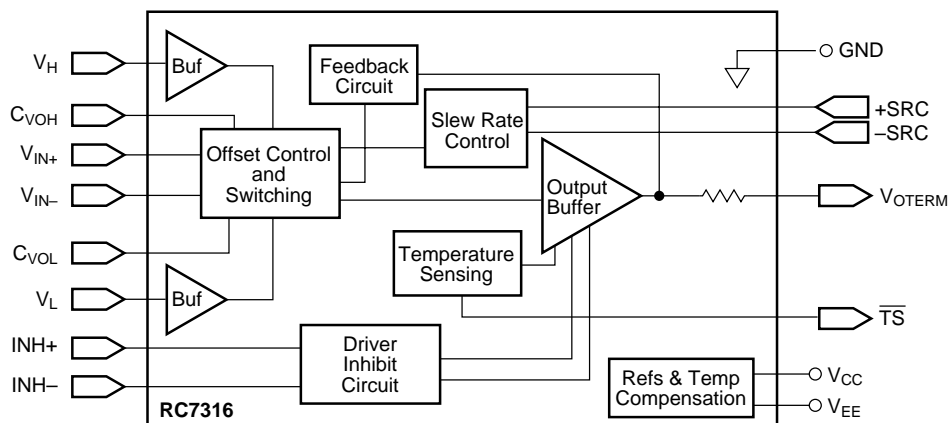 V_H
Buf
Feedback
Circuit
GND
C_VOH
Slew Rate
Control
+SRC
–SRC
V_IN+
Offset Control
and
Switching
V_IN–
Output
Buffer
V_OTERM
C_VOL
Temperature
Sensing
V_L
Buf
T̅S̅
INH+
Driver
Inhibit
Circuit
INH–
Refs & Temp
Compensation
V_CC
V_EE
RC7316